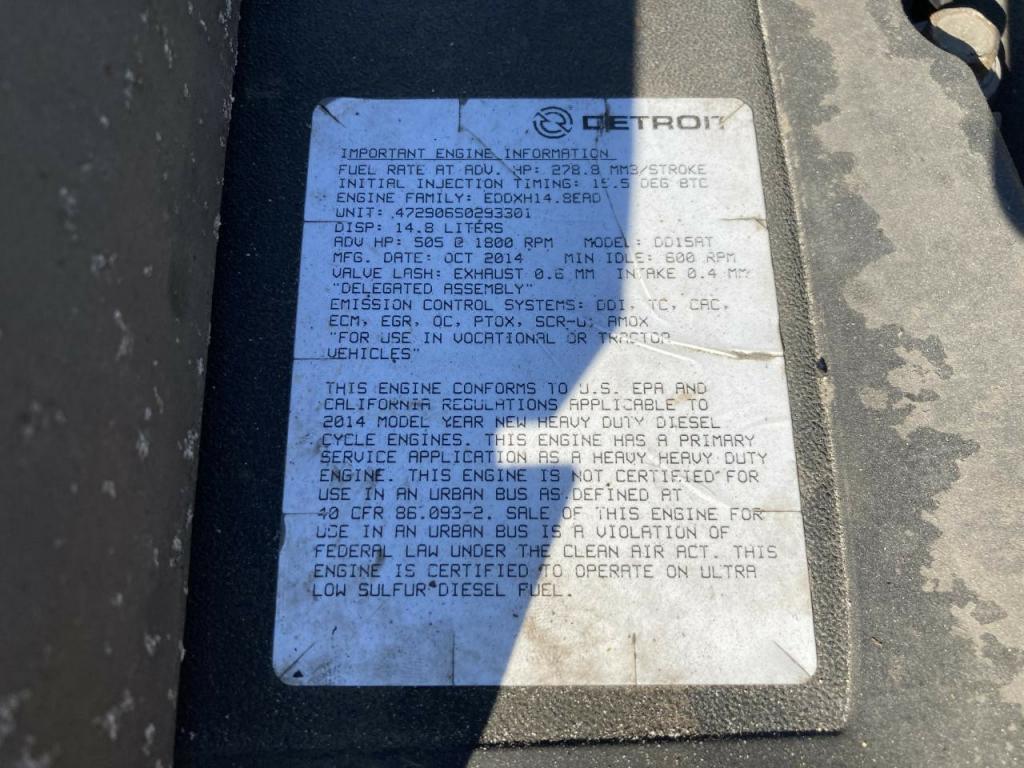 DETROIT
IMPORTANT ENGINE INFORMATION
FUEL RATE AT ADV. HP: 278.8 MM3/STROKE
INITIAL INJECTION TIMING: 15.5 DEG BTC
ENGINE FAMILY: EDDXH14.8EAD
UNIT: 472906S0293301
DISP: 14.8 LITERS
ADV HP: 505 @ 1800 RPM MODEL: DD15AT
MFG. DATE: OCT 2014 MIN IDLE: 600 RPM
VALVE LASH: EXHAUST 0.6 MM INTAKE 0.4 MM
"DELEGATED ASSEMBLY"
EMISSION CONTROL SYSTEMS: DDI, TC, CAC,
ECM, EGR, OC, PTOX, SCR-U, AMOX
"FOR USE IN VOCATIONAL OR TRACTOR
VEHICLES"
THIS ENGINE CONFORMS TO U.S. EPA AND
CALIFORNIA REGULATIONS APPLICABLE TO
2014 MODEL YEAR NEW HEAVY DUTY DIESEL
CYCLE ENGINES. THIS ENGINE HAS A PRIMARY
SERVICE APPLICATION AS A HEAVY HEAVY DUTY
ENGINE. THIS ENGINE IS NOT CERTIFIED FOR
USE IN AN URBAN BUS AS DEFINED AT
40 CFR 86.093-2. SALE OF THIS ENGINE FOR
USE IN AN URBAN BUS IS A VIOLATION OF
FEDERAL LAW UNDER THE CLEAN AIR ACT. THIS
ENGINE IS CERTIFIED TO OPERATE ON ULTRA
LOW SULFUR DIESEL FUEL.